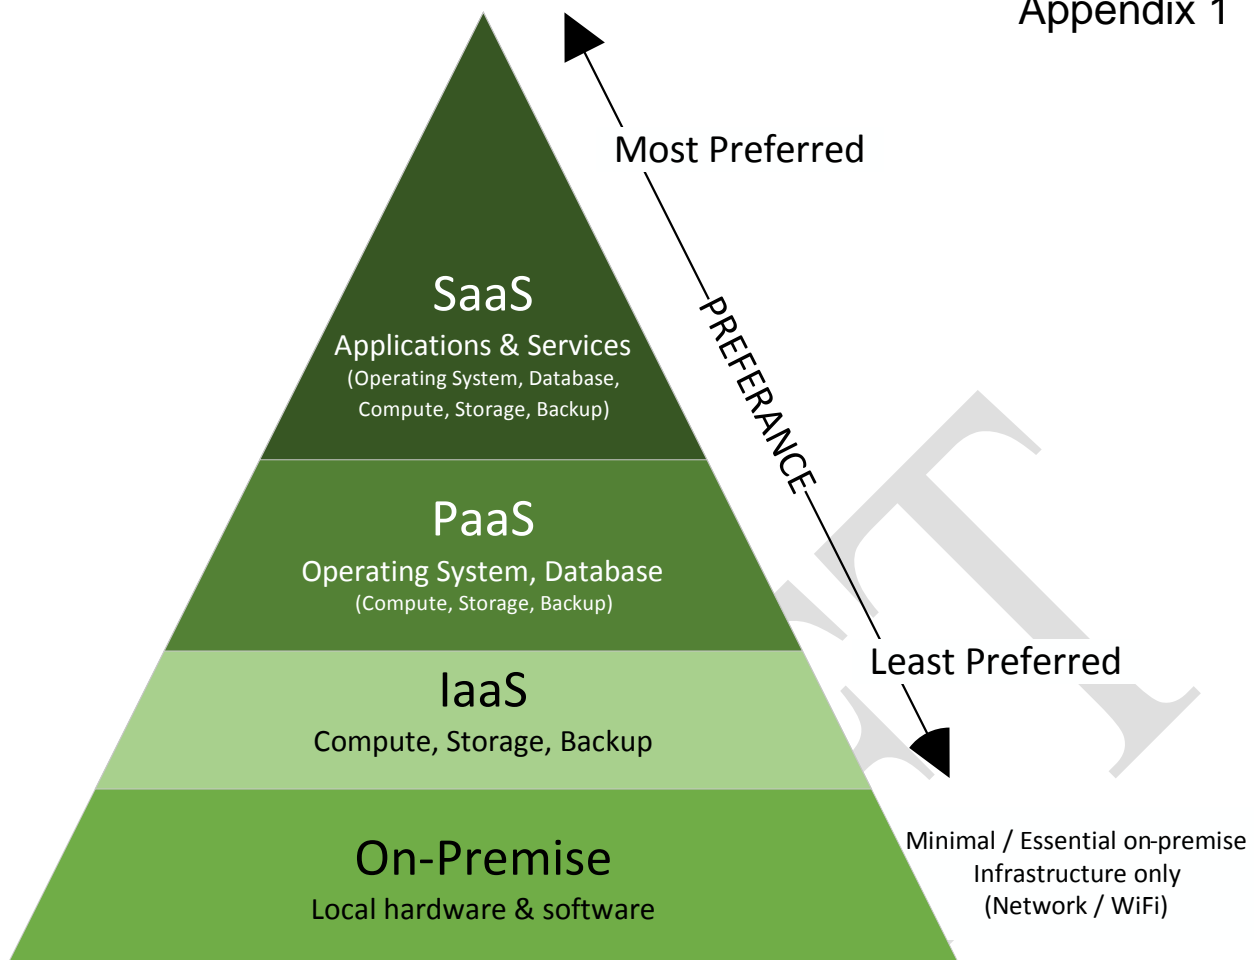 Appendix 1
Most Preferred
PREFERANCE
Least Preferred
SaaS
Applications & Services
(Operating System, Database,
Compute, Storage, Backup)
PaaS
Operating System, Database
(Compute, Storage, Backup)
IaaS
Compute, Storage, Backup
On-Premise
Local hardware & software
Minimal / Essential on-premise
Infrastructure only
(Network / WiFi)